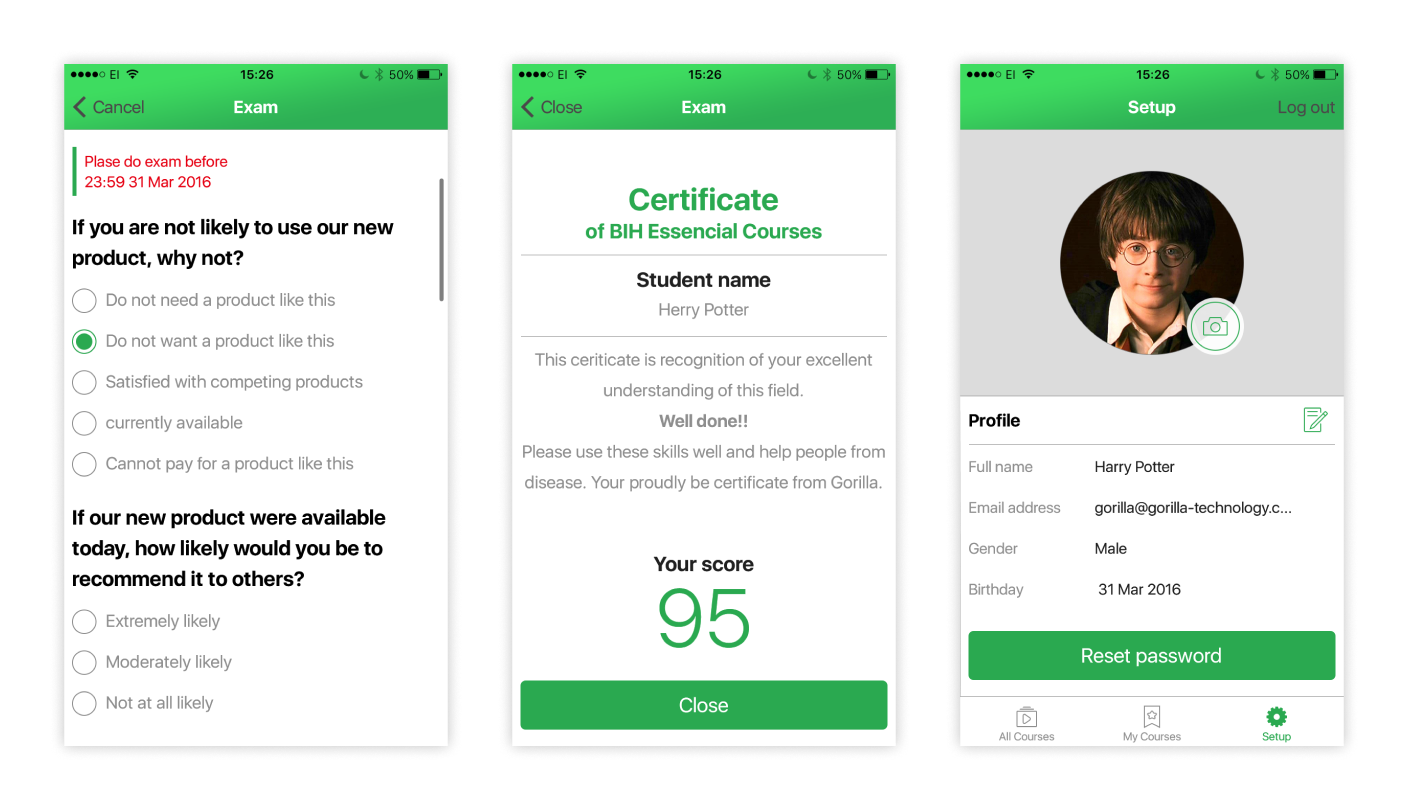 EI 15:26 50%
Cancel Exam
Plase do exam before
23:59 31 Mar 2016
If you are not likely to use our new
product, why not?
Do not need a product like this
Do not want a product like this
Satisfied with competing products
currently available
Cannot pay for a product like this
If our new product were available
today, how likely would you be to
recommend it to others?
Extremely likely
Moderately likely
Not at all likely
EI 15:26 50%
Close Exam
Certificate
of BIH Essencial Courses
Student name
Herry Potter
This ceriticate is recognition of your excellent
understanding of this field.
Well done!!
Please use these skills well and help people from
disease. Your proudly be certificate from Gorilla.
Your score
95
Close
EI 15:26 50%
Setup Log out
Profile
Full name Harry Potter
Email address gorilla@gorilla-technology.c...
Gender Male
Birthday 31 Mar 2016
Reset password
All Courses My Courses Setup